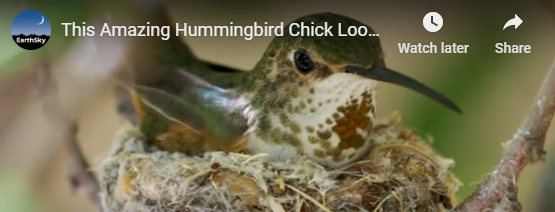 EarthSky
This Amazing Hummingbird Chick Loo...
Watch later
Share